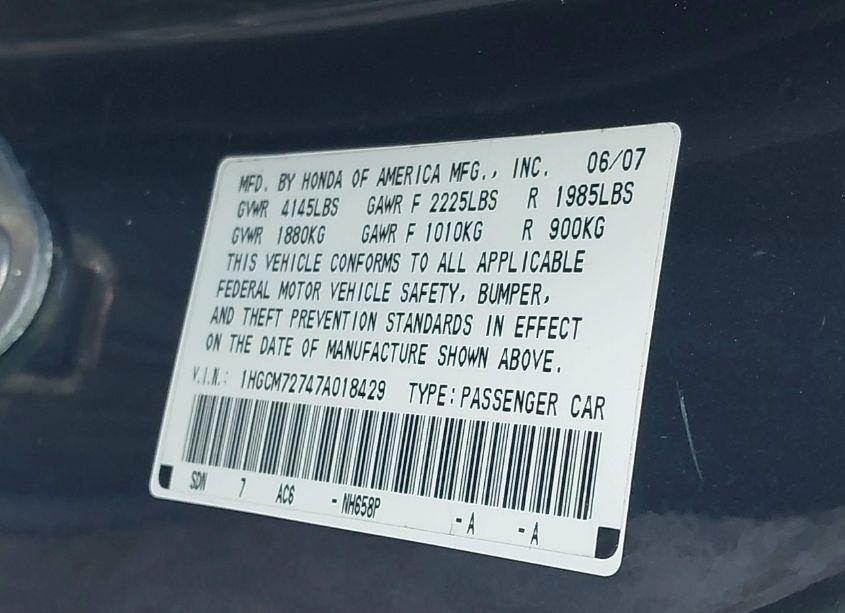 MFD. BY HONDA OF AMERICA MFG., INC. 06/07
GVWR 4145LBS GAWR F 2225LBS R 1985LBS
GVWR 1880KG GAWR F 1010KG R 900KG
THIS VEHICLE CONFORMS TO ALL APPLICABLE
FEDERAL MOTOR VEHICLE SAFETY, BUMPER,
AND THEFT PREVENTION STANDARDS IN EFFECT
ON THE DATE OF MANUFACTURE SHOWN ABOVE.
V.I.N.: 1HGCM72747A018429 TYPE:PASSENGER CAR
SDN 7 AC6 -NH658P -A -A